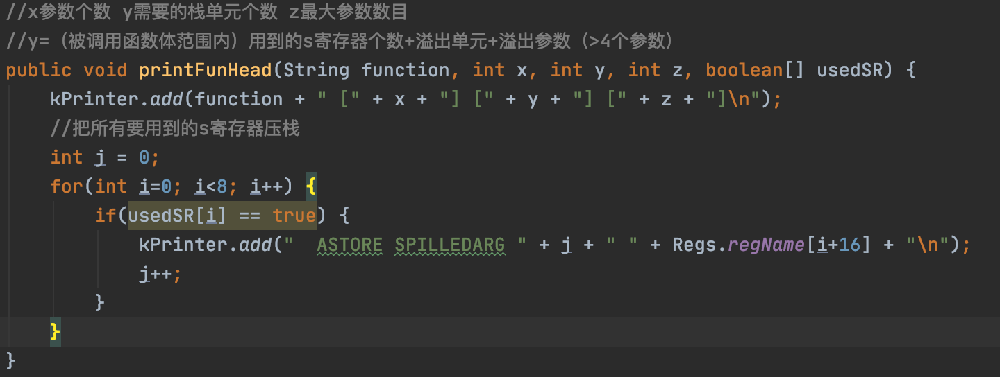 //x参数个数 y需要的栈单元个数 z最大参数数目
//y=（被调用函数体范围内）用到的s寄存器个数+溢出单元+溢出参数（>4个参数）
public void printFunHead(String function, int x, int y, int z, boolean[] usedSR) {
    kPrinter.add(function + " [" + x + "] [" + y + "] [" + z + "]\n");
    //把所有要用到的s寄存器压栈
    int j = 0;
    for(int i=0; i<8; i++) {
        if(usedSR[i] == true) {
            kPrinter.add("  ASTORE SPILLEDARG " + j + " " + Regs.regName[i+16] + "\n");
            j++;
        }
    }
}